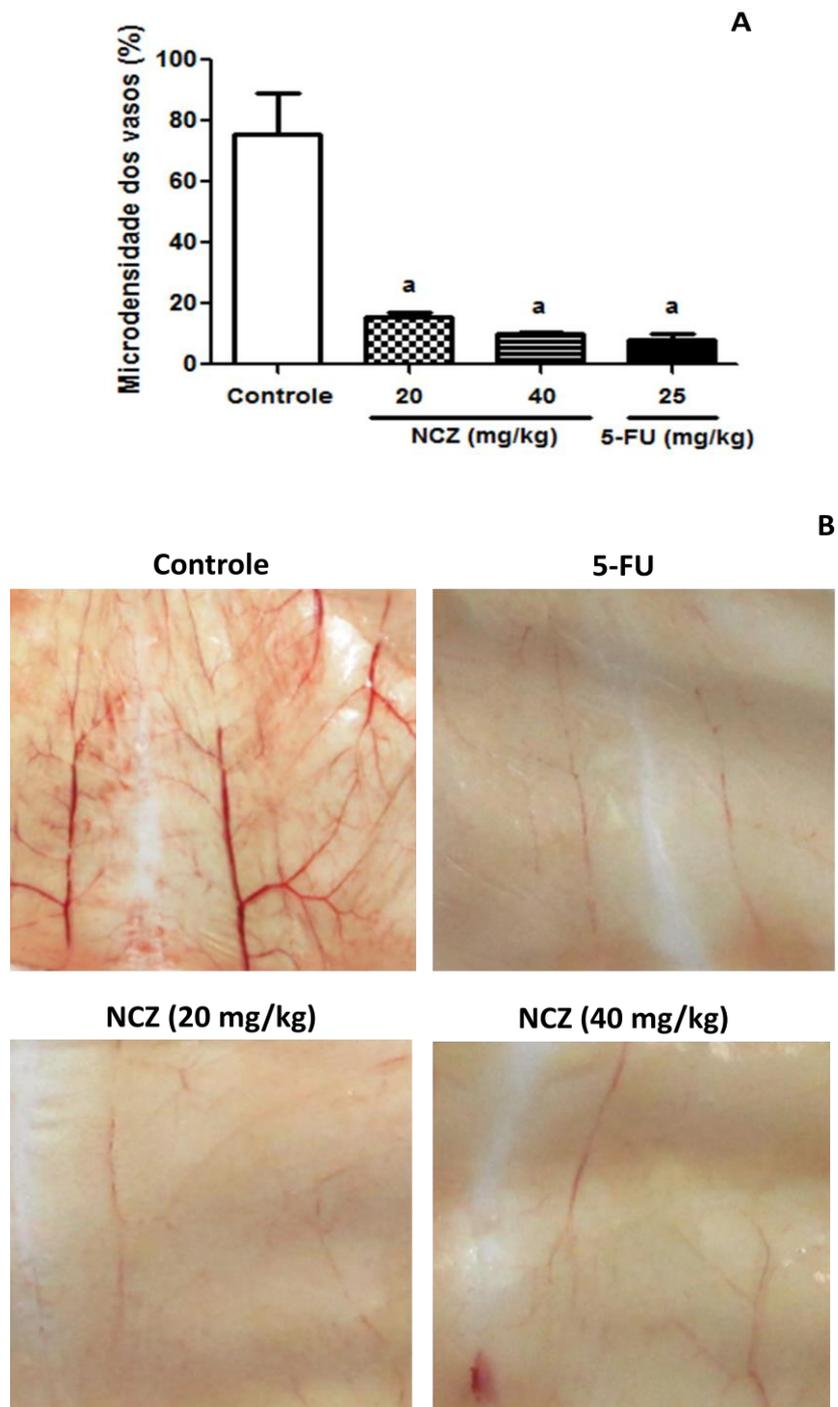 A
Microdensidade dos vasos (%)
100
80
60
40
20
0
a
a
a
Controle
20
40
25
NCZ (mg/kg)
5-FU (mg/kg)
B
Controle
5-FU
NCZ (20 mg/kg)
NCZ (40 mg/kg)